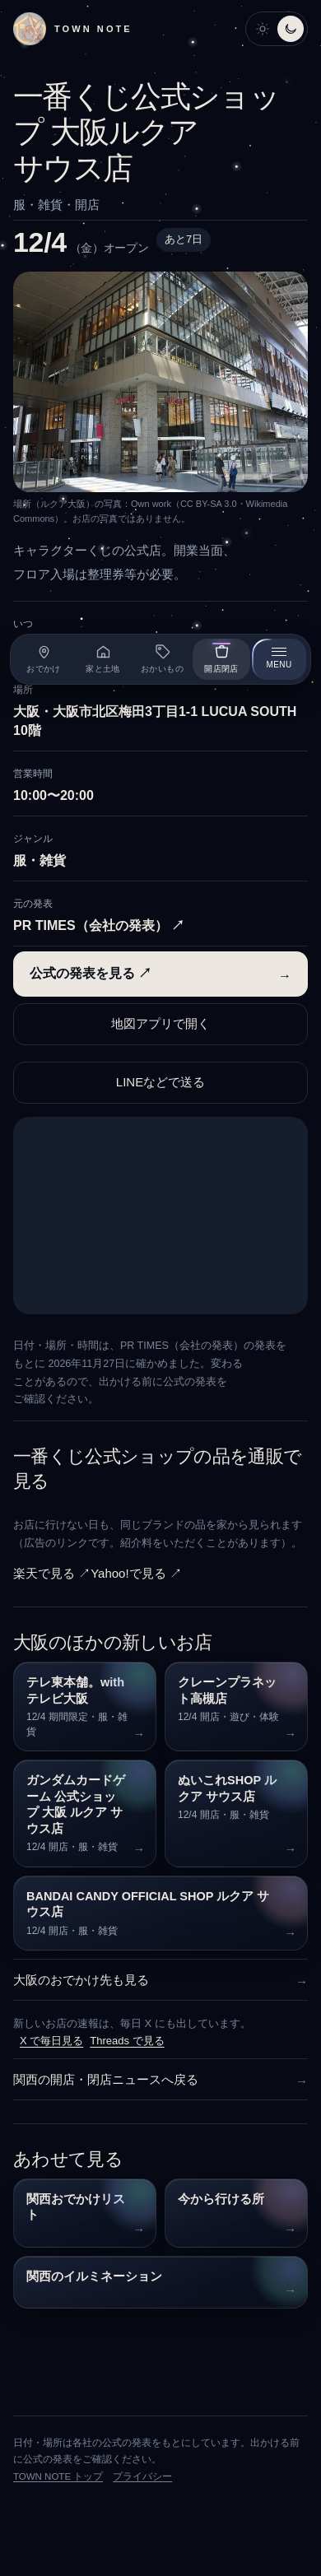 TOWN NOTE
一番くじ公式ショッ
プ 大阪ルクア
サウス店
服・雑貨・開店
12/4 （金）オープン あと7日
場所（ルクア大阪）の写真：Own work（CC BY-SA 3.0・Wikimedia
Commons）。お店の写真ではありません。
キャラクターくじの公式店。開業当面、
フロア入場は整理券等が必要。
いつ
おでかけ 家と土地 おかいもの 開店閉店 MENU
場所
大阪・大阪市北区梅田3丁目1-1 LUCUA SOUTH
10階
営業時間
10:00〜20:00
ジャンル
服・雑貨
元の発表
PR TIMES（会社の発表） ↗
公式の発表を見る ↗ →
地図アプリで開く
LINEなどで送る
日付・場所・時間は、PR TIMES（会社の発表）の発表を
もとに 2026年11月27日に確かめました。変わる
ことがあるので、出かける前に公式の発表を
ご確認ください。
一番くじ公式ショップの品を通販で
見る
お店に行けない日も、同じブランドの品を家から見られます
（広告のリンクです。紹介料をいただくことがあります）。
楽天で見る ↗Yahoo!で見る ↗
大阪のほかの新しいお店
テレ東本舗。with
テレビ大阪
12/4 期間限定・服・雑
貨 →
クレーンプラネッ
ト高槻店
12/4 開店・遊び・体験
→
ガンダムカードゲ
ーム 公式ショッ
プ 大阪 ルクア サ
ウス店
12/4 開店・服・雑貨 →
ぬいこれSHOP ル
クア サウス店
12/4 開店・服・雑貨
→
BANDAI CANDY OFFICIAL SHOP ルクア サ
ウス店
12/4 開店・服・雑貨 →
大阪のおでかけ先も見る →
新しいお店の速報は、毎日 X にも出しています。
X で毎日見る Threads で見る
関西の開店・閉店ニュースへ戻る →
あわせて見る
関西おでかけリス
ト →
今から行ける所
→
関西のイルミネーション
→
日付・場所は各社の公式の発表をもとにしています。出かける前
に公式の発表をご確認ください。
TOWN NOTE トップ プライバシー